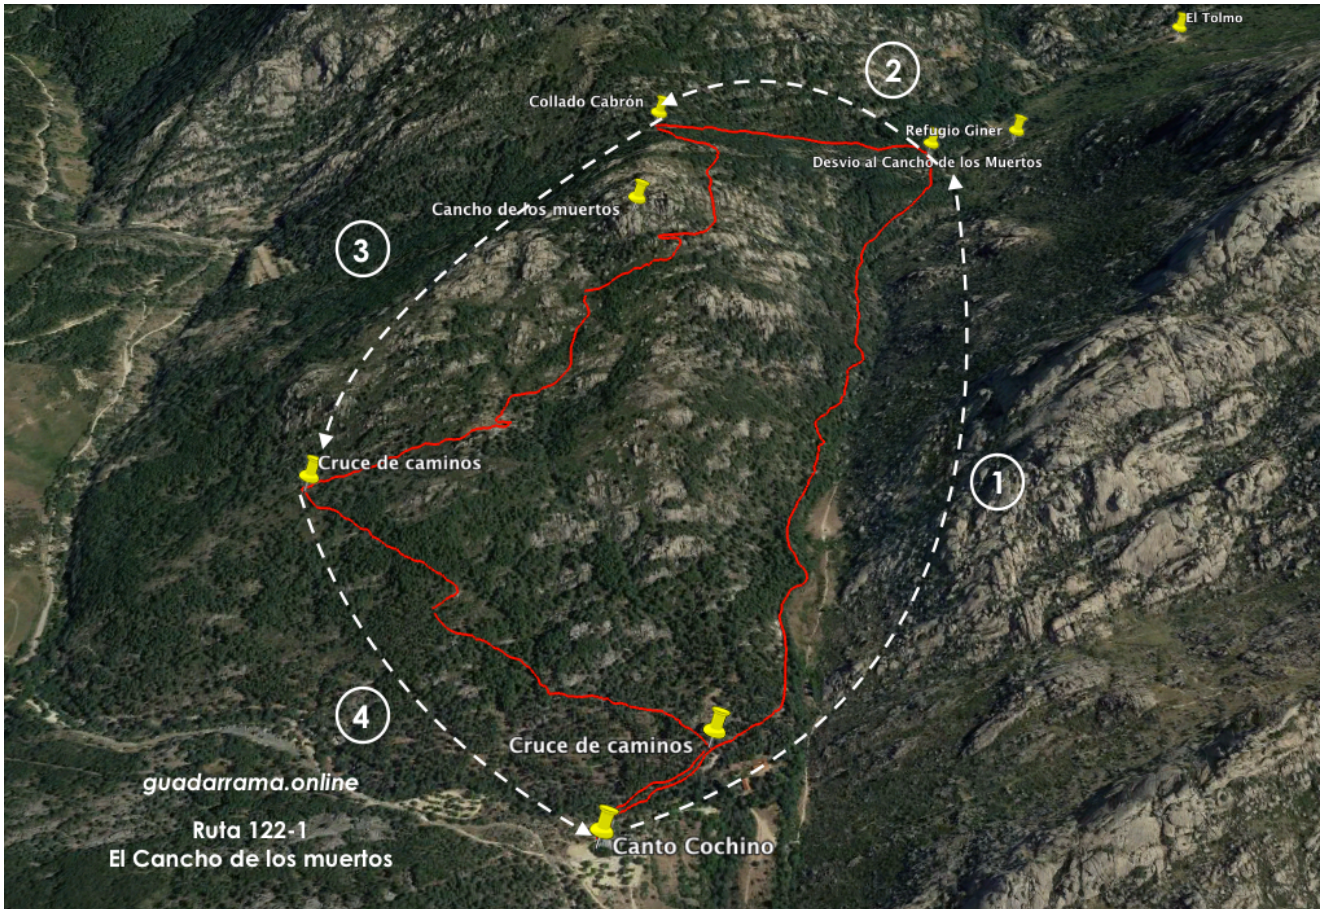 El Tolmo
2
Collado Cabrón
Refugio Giner
Desvio al Cancho de los Muertos
Cancho de los muertos
3
Cruce de caminos
1
4
Cruce de caminos
guadarrama.online
Ruta 122-1
El Cancho de los muertos
Canto Cochino